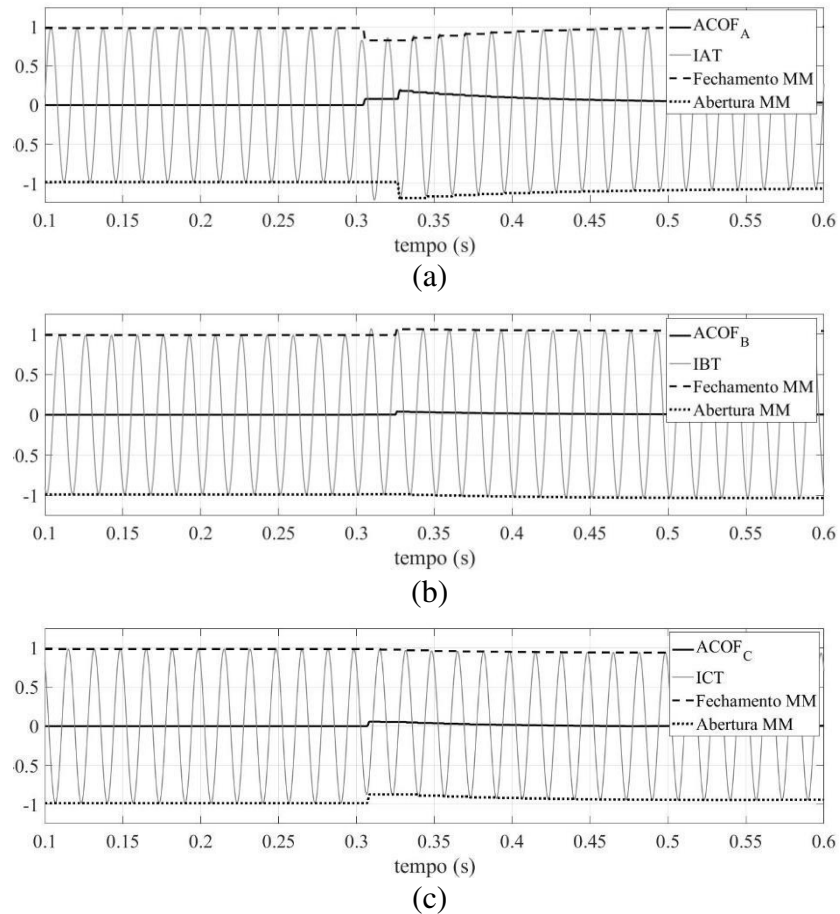 1
0.5
0
0.5
-1
0.1 0.15 0.2 0.25 0.3 0.35 0.4 0.45 0.5 0.55 0.6
tempo (s)
ACOF_A
IAT
Fechamento MM
Abertura MM
(a)
1
0.5
0
0.5
-1
0.1 0.15 0.2 0.25 0.3 0.35 0.4 0.45 0.5 0.55 0.6
tempo (s)
ACOF_B
IBT
Fechamento MM
Abertura MM
(b)
1
0.5
0
0.5
-1
0.1 0.15 0.2 0.25 0.3 0.35 0.4 0.45 0.5 0.55 0.6
tempo (s)
ACOF_C
ICT
Fechamento MM
Abertura MM
(c)